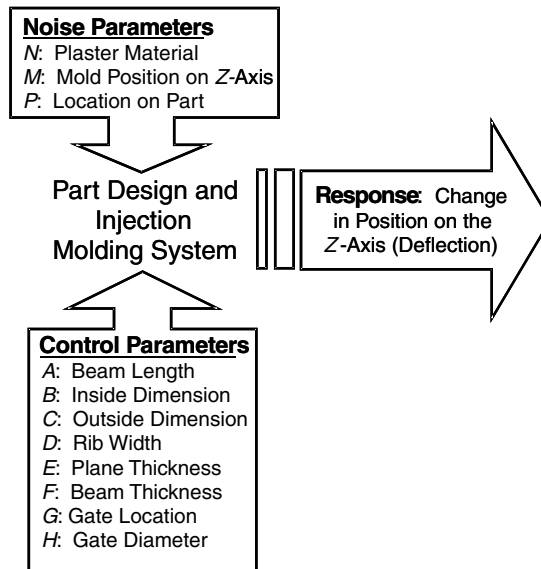 Noise Parameters
N: Plaster Material
M: Mold Position on Z-Axis
P: Location on Part
Part Design and
Injection
Molding System
Response: Change
in Position on the
Z-Axis (Deflection)
Control Parameters
A: Beam Length
B: Inside Dimension
C: Outside Dimension
D: Rib Width
E: Plane Thickness
F: Beam Thickness
G: Gate Location
H: Gate Diameter